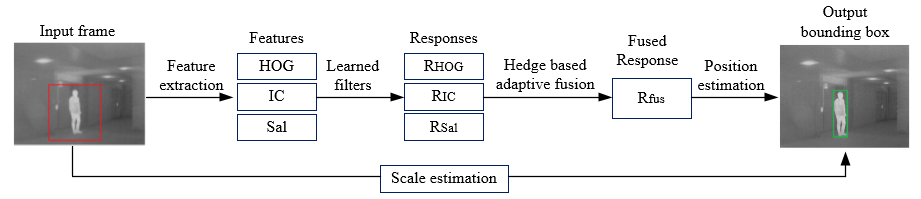 Input frame
Feature
extraction
Features
HOG
IC
Sal
Learned
filters
Responses
RHOG
RIC
RSal
Hedge based
adaptive fusion
Fused
Response
Rfus
Position
estimation
Output
bounding box
Scale estimation